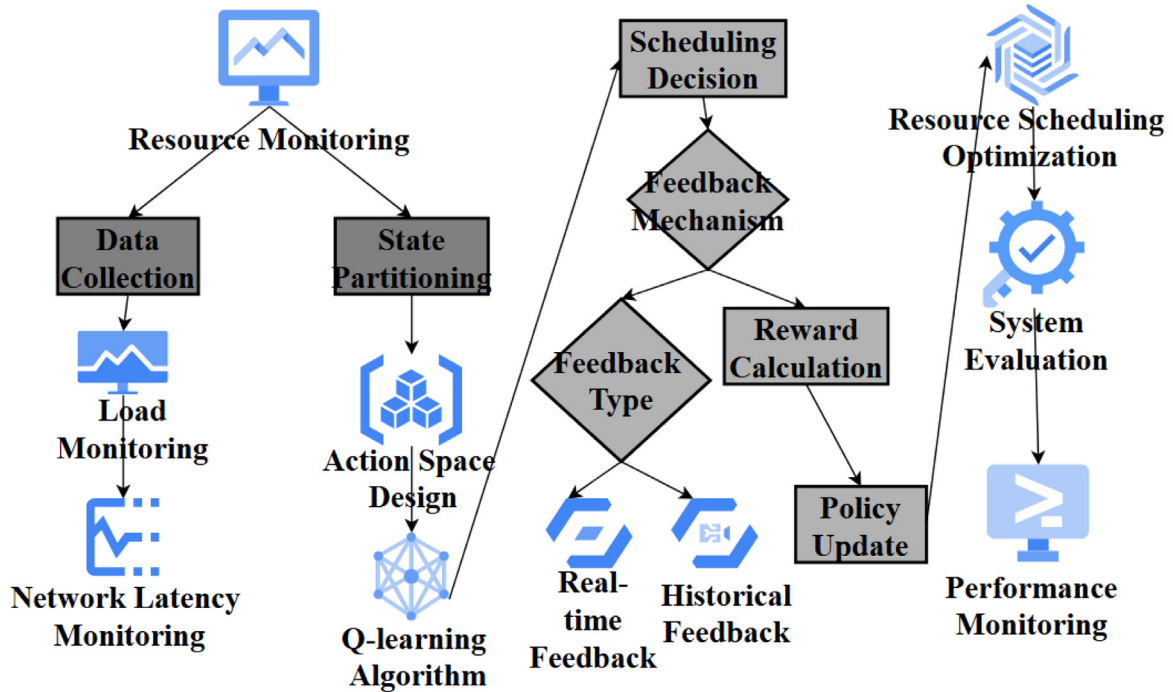 Resource Monitoring
Data
Collection
Load
Monitoring
Network Latency
Monitoring
State
Partitioning
Action Space
Design
Q-learning
Algorithm
Scheduling
Decision
Feedback
Mechanism
Feedback
Type
Real-
time
Feedback
Historical
Feedback
Reward
Calculation
Policy
Update
Resource Scheduling
Optimization
System
Evaluation
Performance
Monitoring